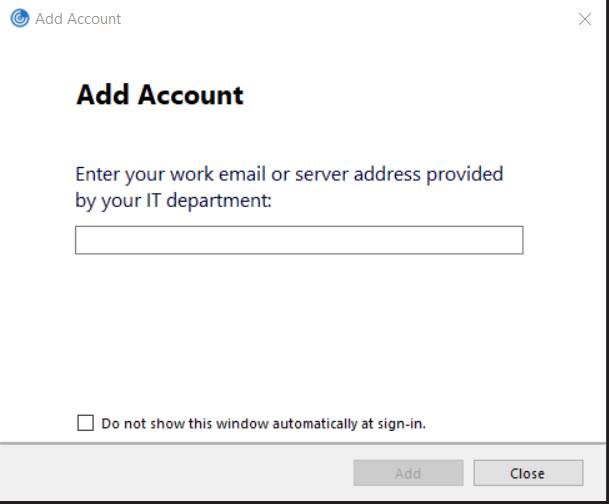 Add Account
Add Account
Enter your work email or server address provided
by your IT department:
Do not show this window automatically at sign-in.
Add
Close